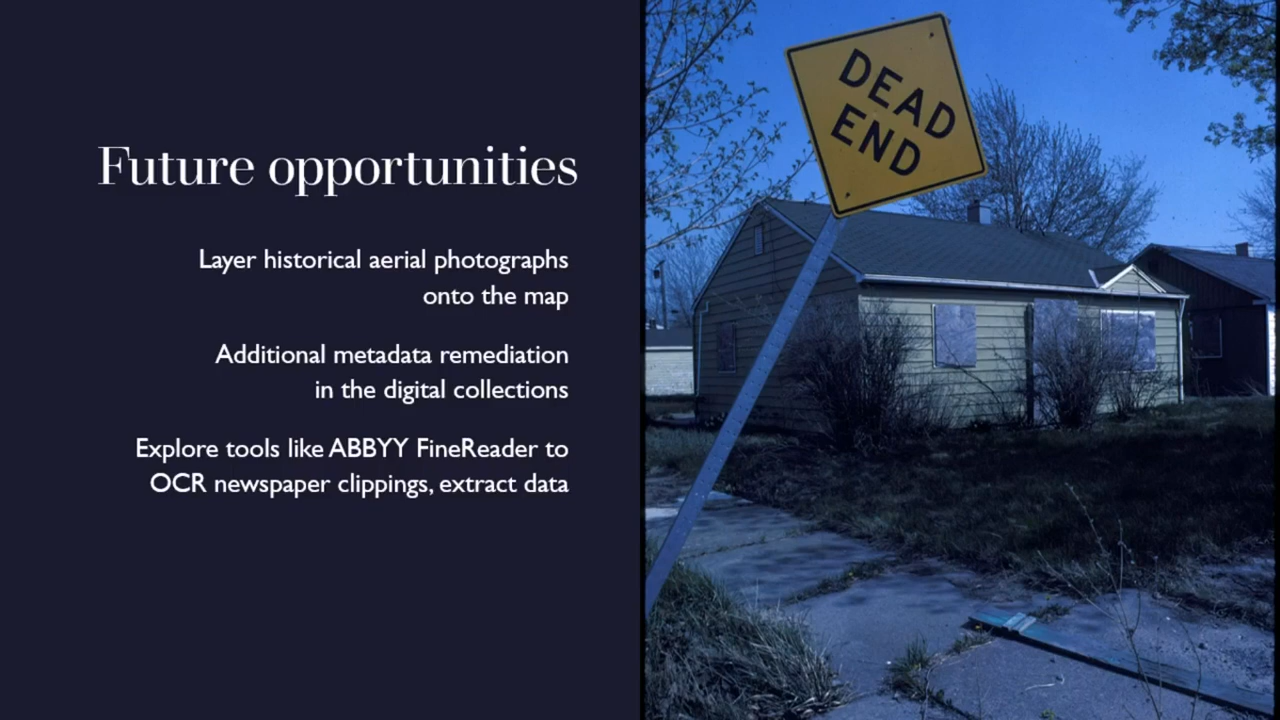 Future opportunities
Layer historical aerial photographs
onto the map
Additional metadata remediation
in the digital collections
Explore tools like ABBYY FineReader to
OCR newspaper clippings, extract data
DEAD
END